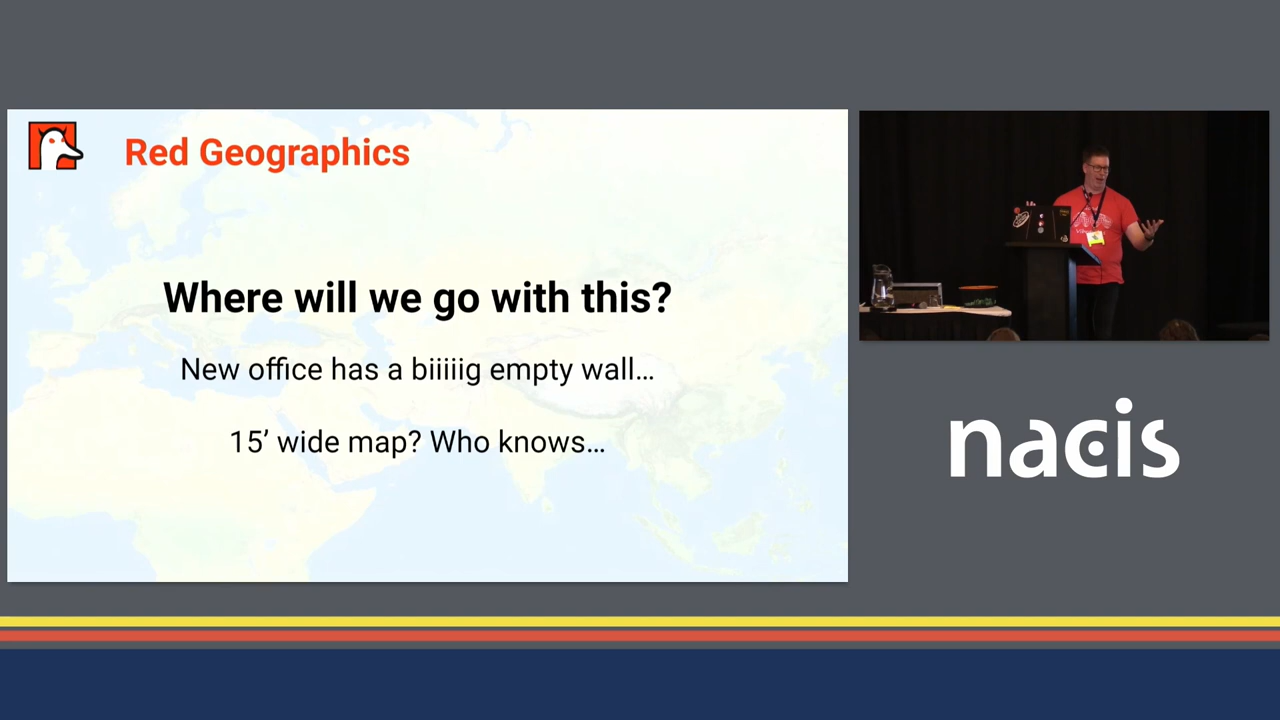 Red Geographics
Where will we go with this?
New office has a biiiiig empty wall…
15’ wide map? Who knows…
nacis